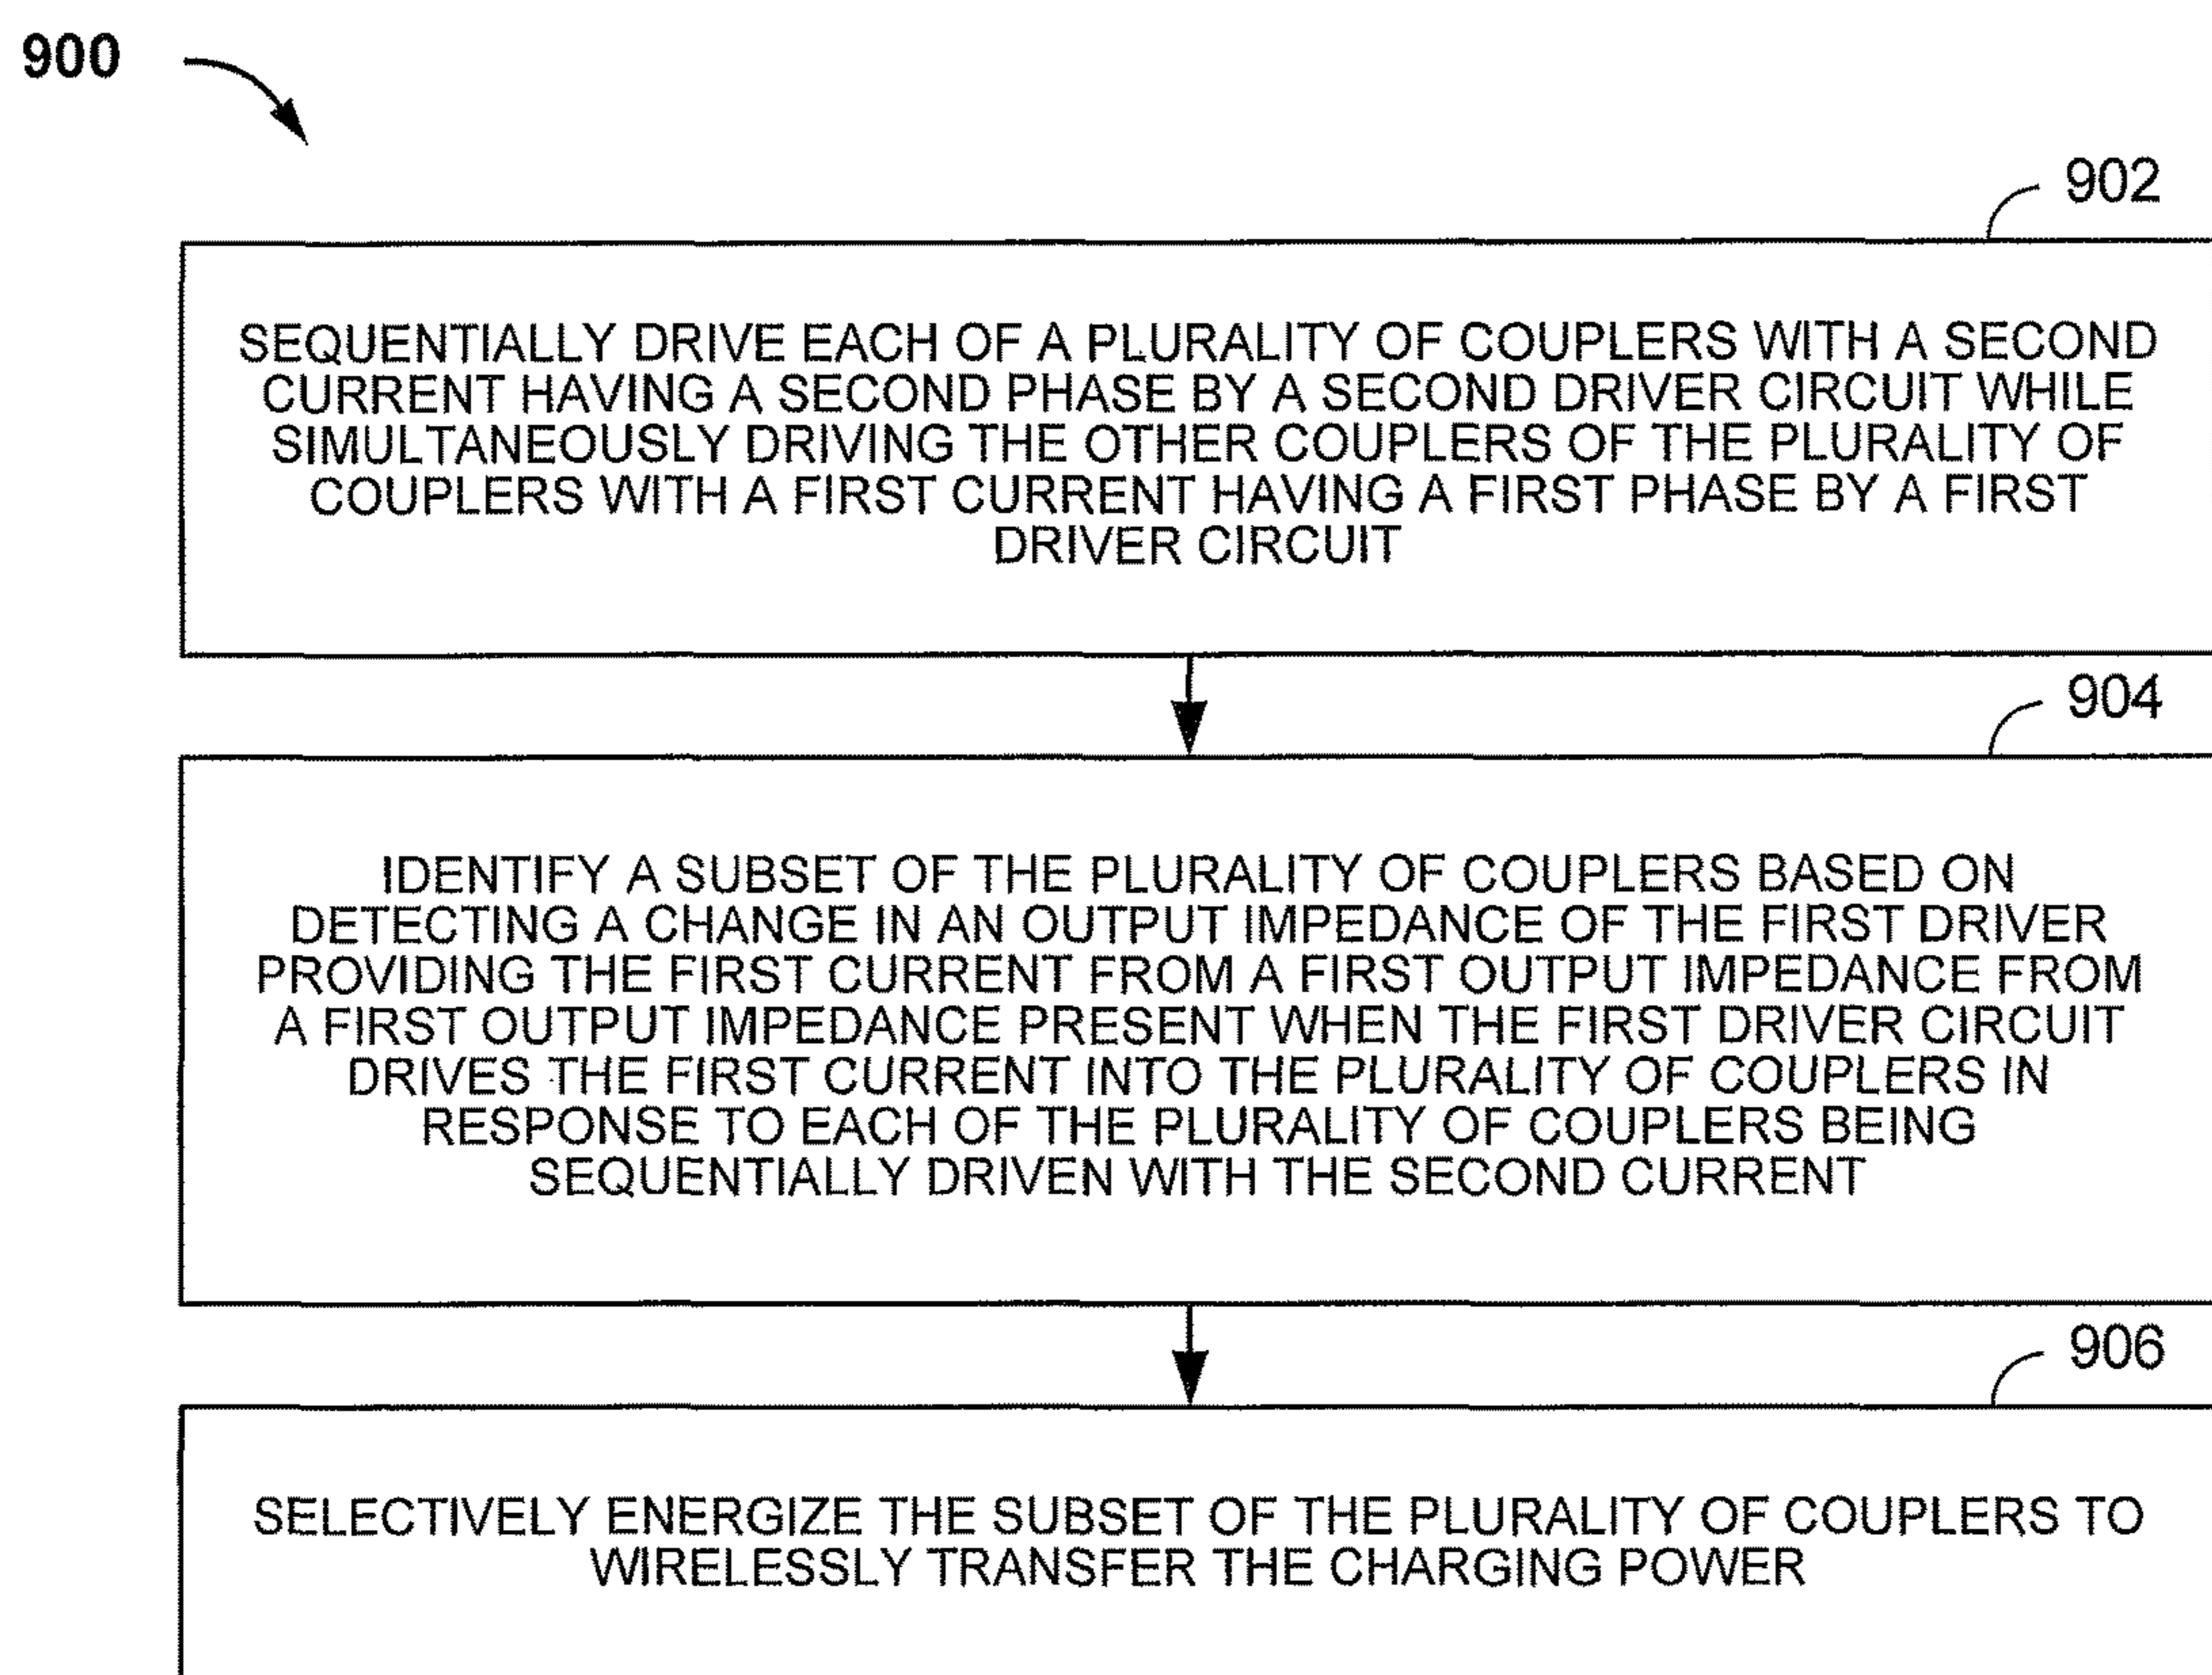 900
902
SEQUENTIALLY DRIVE EACH OF A PLURALITY OF COUPLERS WITH A SECOND
CURRENT HAVING A SECOND PHASE BY A SECOND DRIVER CIRCUIT WHILE
SIMULTANEOUSLY DRIVING THE OTHER COUPLERS OF THE PLURALITY OF
COUPLERS WITH A FIRST CURRENT HAVING A FIRST PHASE BY A FIRST
DRIVER CIRCUIT
904
IDENTIFY A SUBSET OF THE PLURALITY OF COUPLERS BASED ON
DETECTING A CHANGE IN AN OUTPUT IMPEDANCE OF THE FIRST DRIVER
PROVIDING THE FIRST CURRENT FROM A FIRST OUTPUT IMPEDANCE FROM
A FIRST OUTPUT IMPEDANCE PRESENT WHEN THE FIRST DRIVER CIRCUIT
DRIVES THE FIRST CURRENT INTO THE PLURALITY OF COUPLERS IN
RESPONSE TO EACH OF THE PLURALITY OF COUPLERS BEING
SEQUENTIALLY DRIVEN WITH THE SECOND CURRENT
906
SELECTIVELY ENERGIZE THE SUBSET OF THE PLURALITY OF COUPLERS TO
WIRELESSLY TRANSFER THE CHARGING POWER